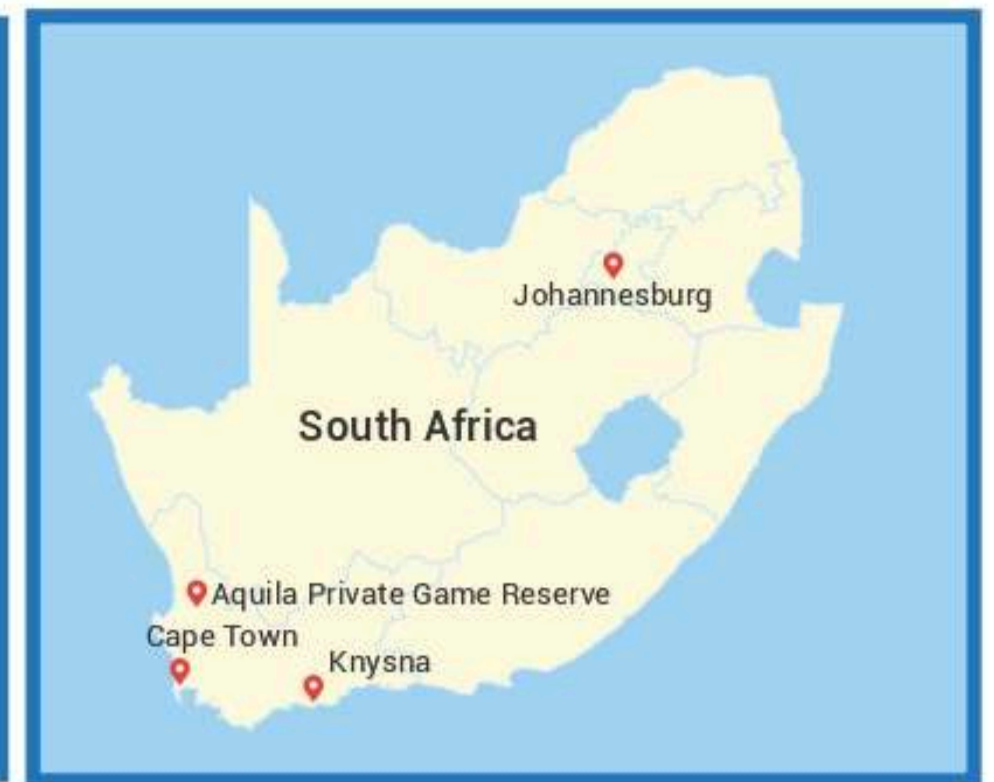 Johannesburg
South Africa
Aquila Private Game Reserve
Cape Town
Knysna